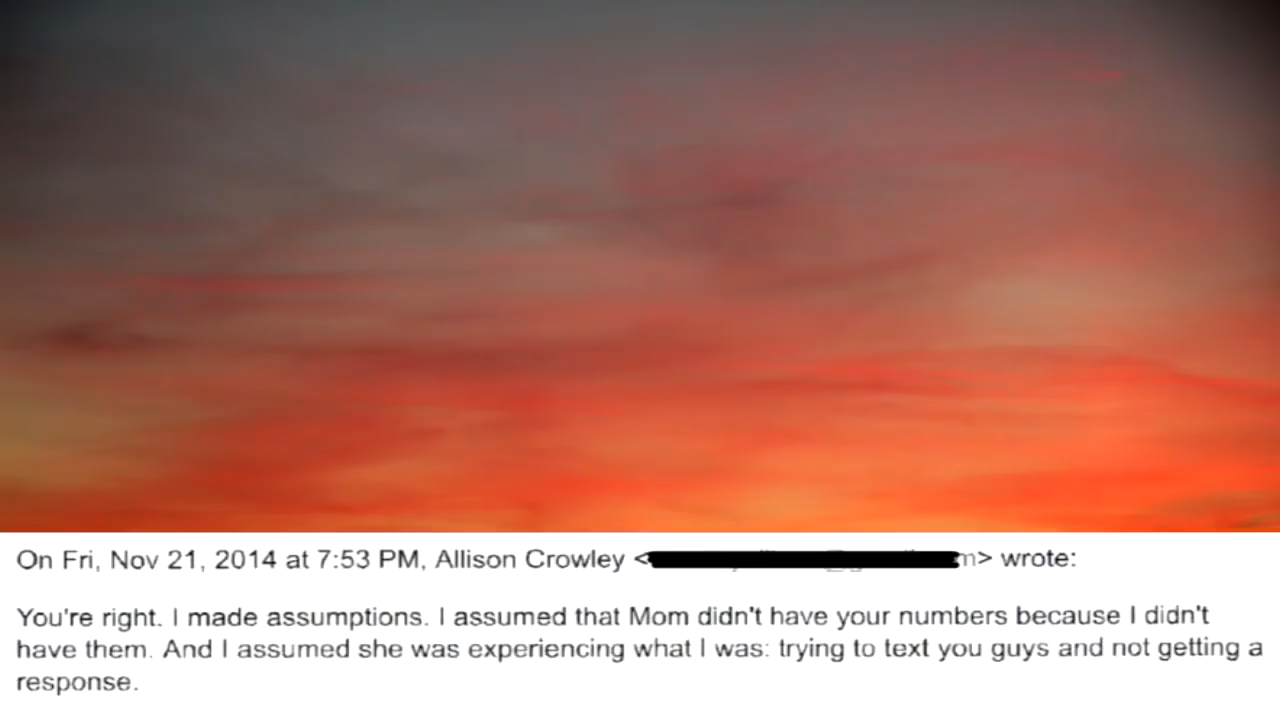 On Fri, Nov 21, 2014 at 7:53 PM, Allison Crowley < m> wrote:
You're right. I made assumptions. I assumed that Mom didn't have your numbers because I didn't
have them. And I assumed she was experiencing what I was: trying to text you guys and not getting a
response.